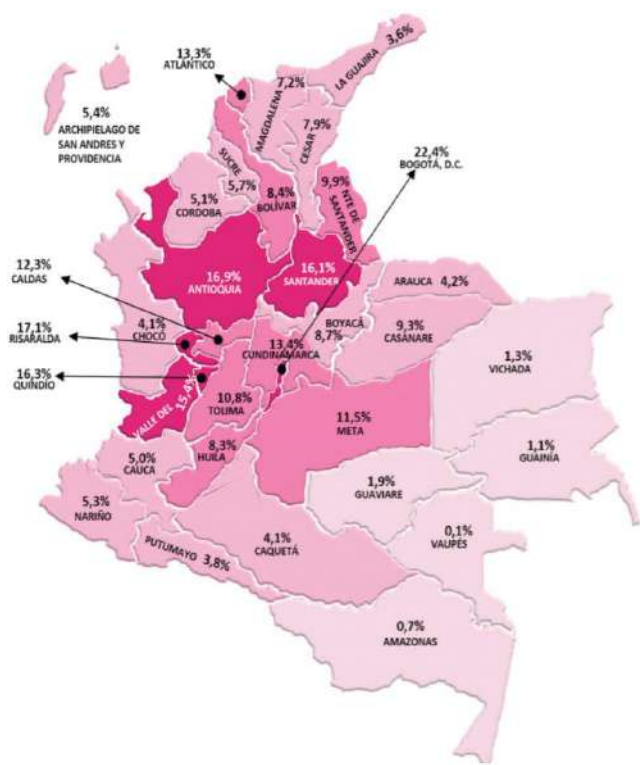 13,3%
ATLÁNTICO
3,6%
LA GUAJIRA
7,2%
MAGDALENA
7,9%
CESAR
5,4%
ARCHIPIELAGO DE
SAN ANDRES Y
PROVIDENCIA
22,4%
BOGOTÁ, D.C.
SUCRE
5,7%
5,1%
CORDOBA
8,4%
BOLÍVAR
9,9%
NTE DE
SANTANDER
12,3%
CALDAS
16,9%
ANTIOQUIA
16,1%
SANTANDER
ARAUCA 4,2%
17,1%
RISARALDA
4,1%
CHOCÓ
BOYACÁ
8,7%
9,3%
CASANARE
13,4%
CUNDINAMARCA
1,3%
VICHADA
16,3%
QUINDÍO
VALLE DEL 15,4%
10,8%
TOLIMA
11,5%
META
1,1%
GUAINÍA
5,0%
CAUCA
8,3%
HUILA
1,9%
GUAVIARE
5,3%
NARIÑO
4,1%
CAQUETÁ
0,1%
VAUPÉS
PUTUMAYO 3,8%
0,7%
AMAZONAS